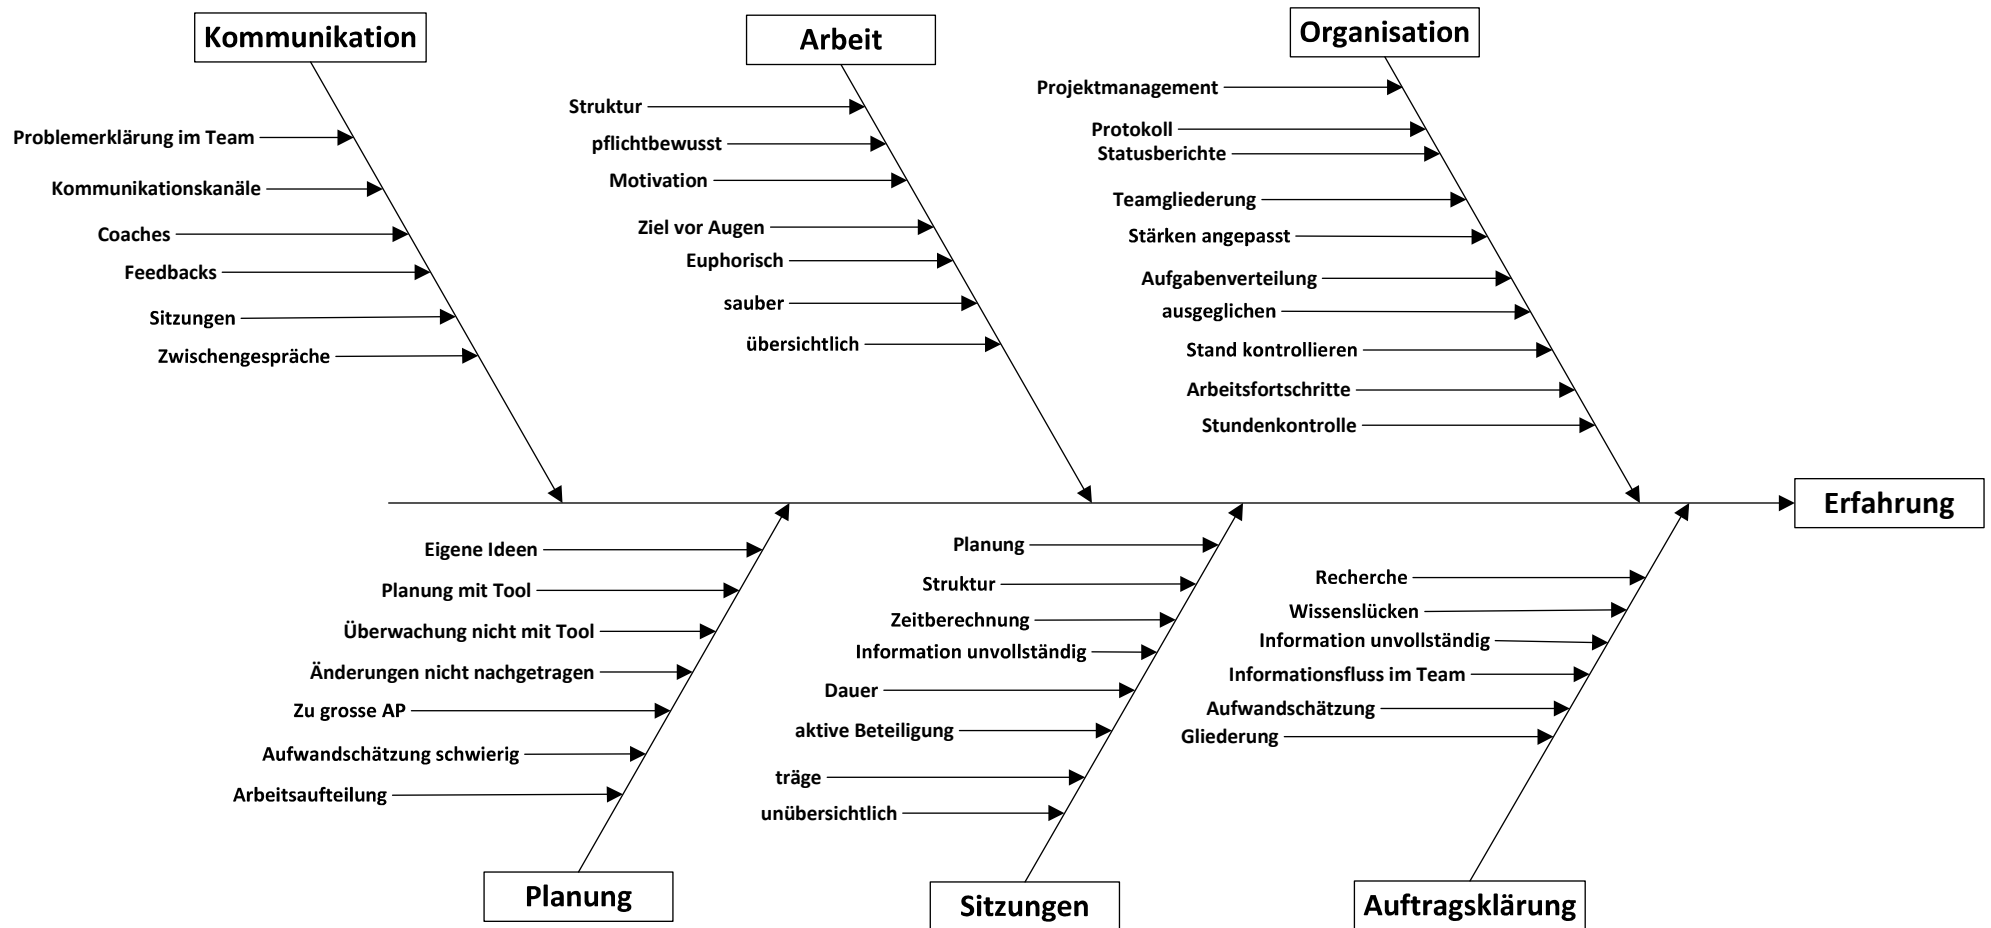 Kommunikation
Problemerklärung im Team
Kommunikationskanäle
Coaches
Feedbacks
Sitzungen
Zwischengespräche
Arbeit
Struktur
pflichtbewusst
Motivation
Ziel vor Augen
Euphorisch
sauber
übersichtlich
Organisation
Projektmanagement
Protokoll
Statusberichte
Teamgliederung
Stärken angepasst
Aufgabenverteilung
ausgeglichen
Stand kontrollieren
Arbeitsfortschritte
Stundenkontrolle
Erfahrung
Eigene Ideen
Planung mit Tool
Überwachung nicht mit Tool
Änderungen nicht nachgetragen
Zu grosse AP
Aufwandschätzung schwierig
Arbeitsaufteilung
Planung
Planung
Struktur
Zeitberechnung
Information unvollständig
Dauer
aktive Beteiligung
träge
unübersichtlich
Sitzungen
Recherche
Wissenslücken
Information unvollständig
Informationsfluss im Team
Aufwandschätzung
Gliederung
Auftragsklärung